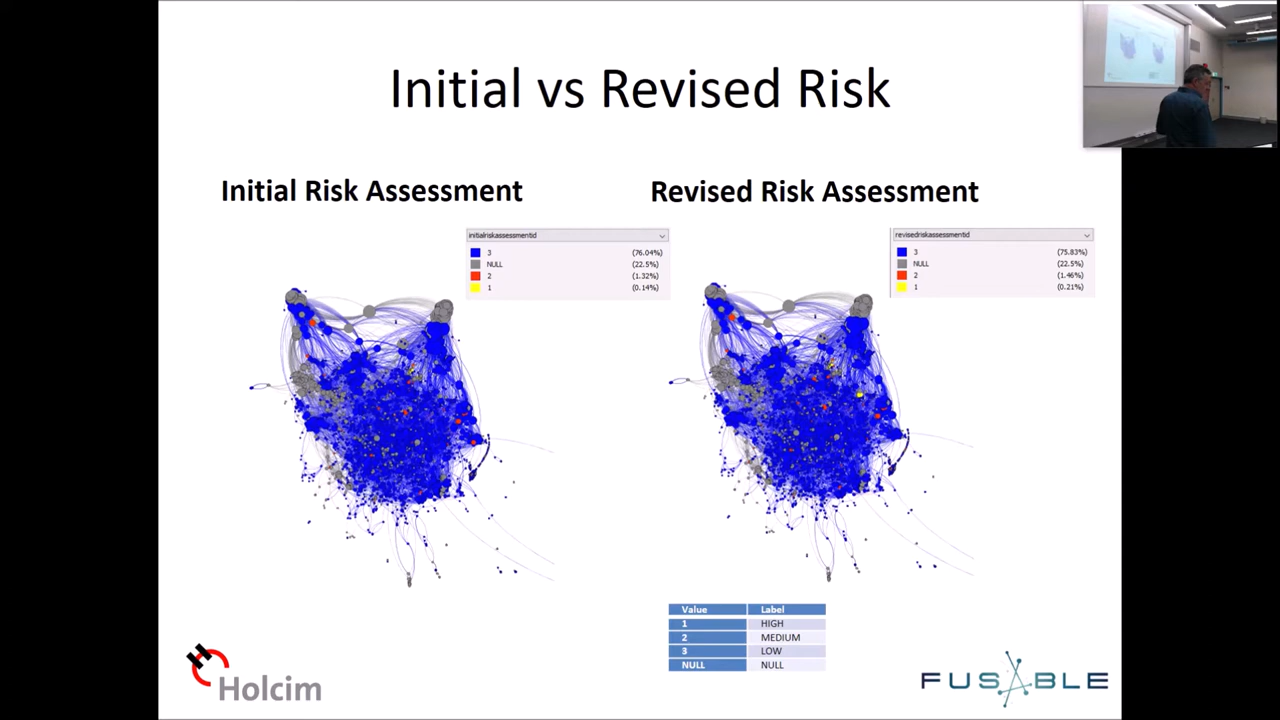 Initial vs Revised Risk
Initial Risk Assessment
Revised Risk Assessment
initialriskassessmentid
3 (76.04%)
NULL (22.5%)
2 (1.32%)
1 (0.14%)
revisedriskassessmentid
3 (75.83%)
NULL (22.5%)
2 (1.46%)
1 (0.21%)
Value Label
1 HIGH
2 MEDIUM
3 LOW
NULL NULL
Holcim
FUSABLE